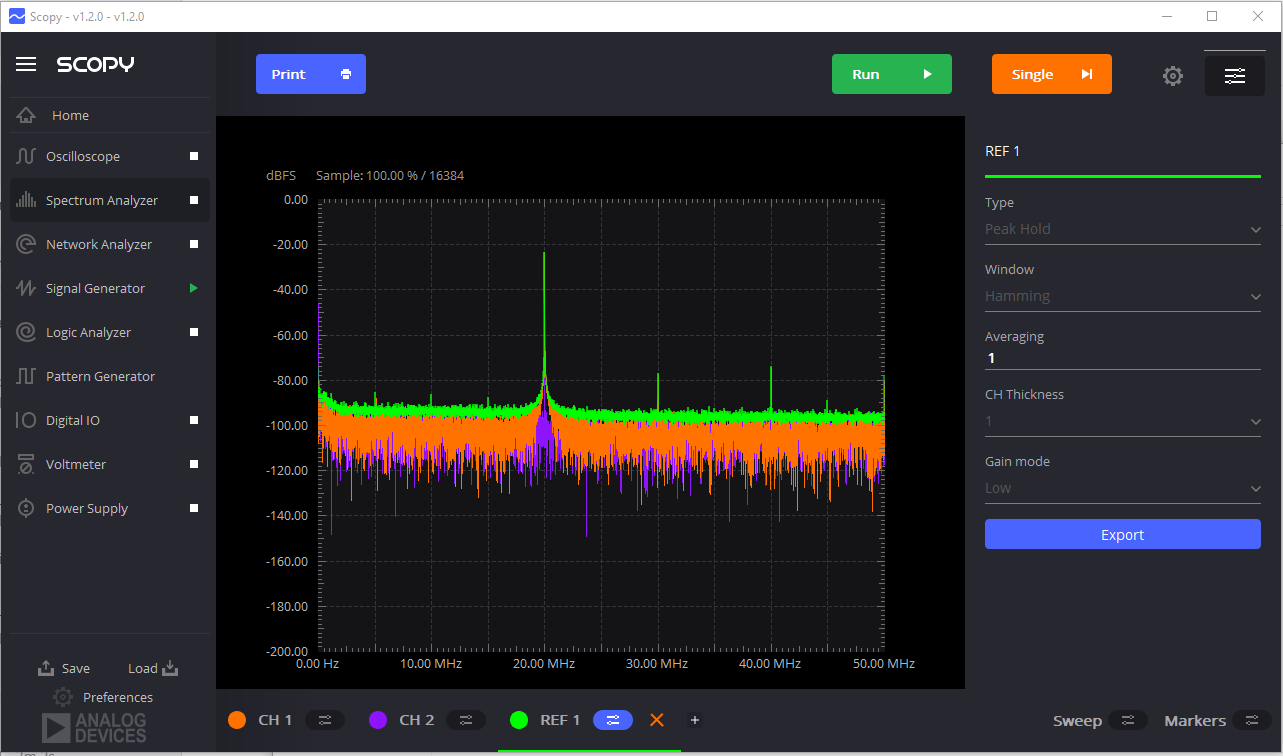 Scopy - v1.2.0 - v1.2.0
SCOPY
Print
Run
Single
Home
Oscilloscope
Spectrum Analyzer
Network Analyzer
Signal Generator
Logic Analyzer
Pattern Generator
Digital IO
Voltmeter
Power Supply
Save
Load
Preferences
ANALOG
DEVICES
dBFS Sample: 100.00 % / 16384
0.00
-20.00
-40.00
-60.00
-80.00
-100.00
-120.00
-140.00
-160.00
-180.00
-200.00
0.00 Hz 10.00 MHz 20.00 MHz 30.00 MHz 40.00 MHz 50.00 MHz
REF 1
Type
Peak Hold
Window
Hamming
Averaging
1
CH Thickness
1
Gain mode
Low
Export
CH 1
CH 2
REF 1
+
Sweep
Markers